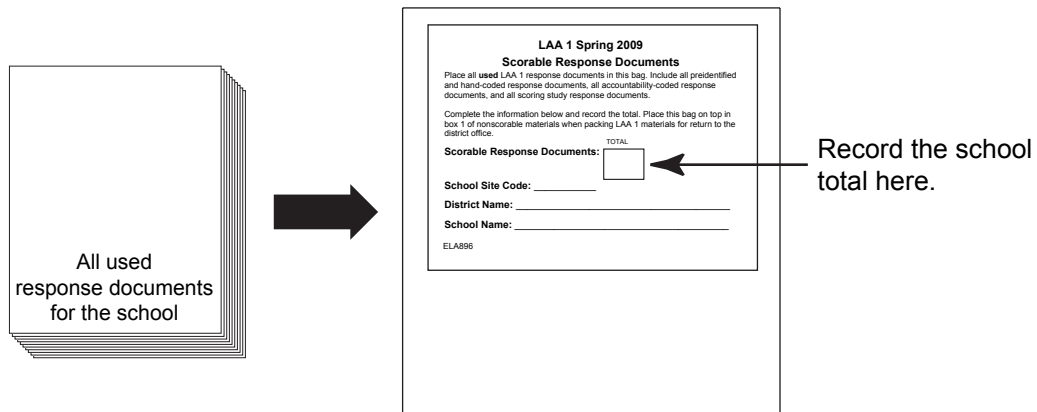 LAA 1 Spring 2009
Scorable Response Documents
Place all used LAA 1 response documents in this bag. Include all preidentified
and hand-coded response documents, all accountability-coded response
documents, and all scoring study response documents.
Complete the information below and record the total. Place this bag on top in
box 1 of nonscorable materials when packing LAA 1 materials for return to the
district office.
TOTAL
Scorable Response Documents:
School Site Code:
District Name:
School Name:
ELA896
Record the school
total here.
All used
response documents
for the school